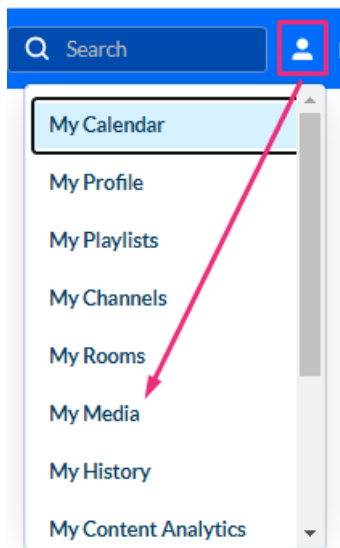 Search
My Calendar
My Profile
My Playlists
My Channels
My Rooms
My Media
My History
My Content Analytics